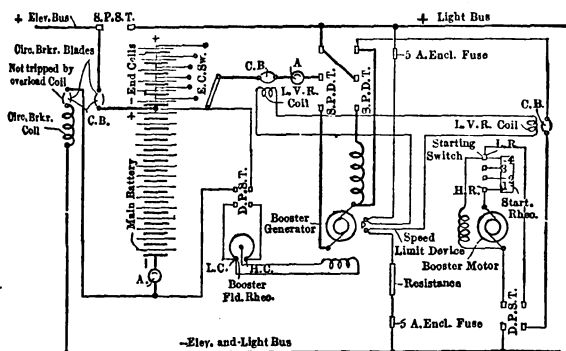 + Elev. Bus
S.P.S.T.
+ Light Bus
Circ. Brkr. Blades
Not tripped by
overload Coil
Circ. Brkr.
Coil
C.B.
+
- End Cells
E.C.Sw.
+
Main Battery
-
A.
C.B.
A
L.V.R.
Coil
S.P.D.T.
S.P.D.T.
5 A. Encl. Fuse
C.B.
L.V.R. Coil
Starting
Switch
L.R.
H.R.
Start.
Rheo.
D.P.S.T.
Booster
Generator
Speed
Limit Device
Booster Motor
L.C.
H.C.
Booster
Fld. Rheo.
Resistance
5 A. Encl. Fuse
D.P.S.T.
- Elev. and Light Bus